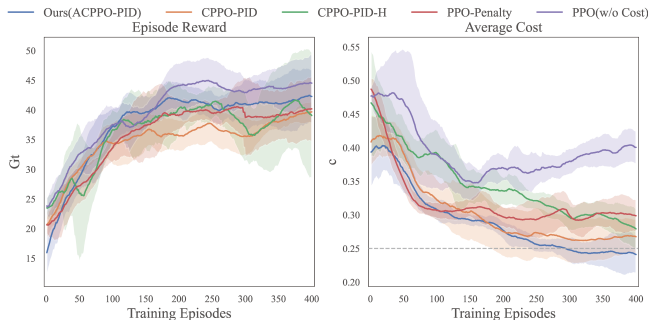 Ours(ACPPO-PID) CPPO-PID CPPO-PID-H PPO-Penalty PPO(w/o Cost)
Episode Reward
50
45
40
35
30
25
20
15
Gt
0 50 100 150 200 250 300 350 400
Training Episodes
Average Cost
0.55
0.50
0.45
0.40
0.35
0.30
0.25
0.20
c
0 50 100 150 200 250 300 350 400
Training Episodes